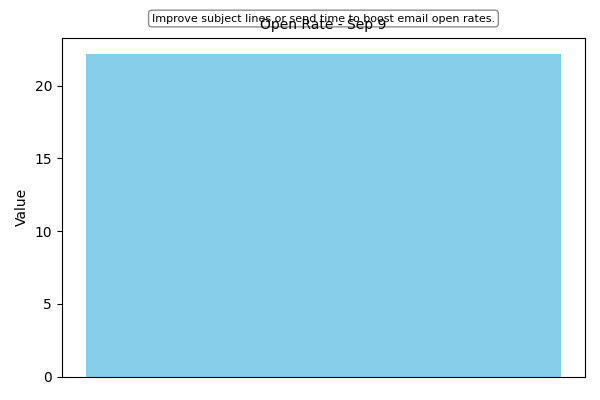 Improve subject lines or send time to boost email open rates.
Open Rate - Sep 9
20
15
10
5
0
Value